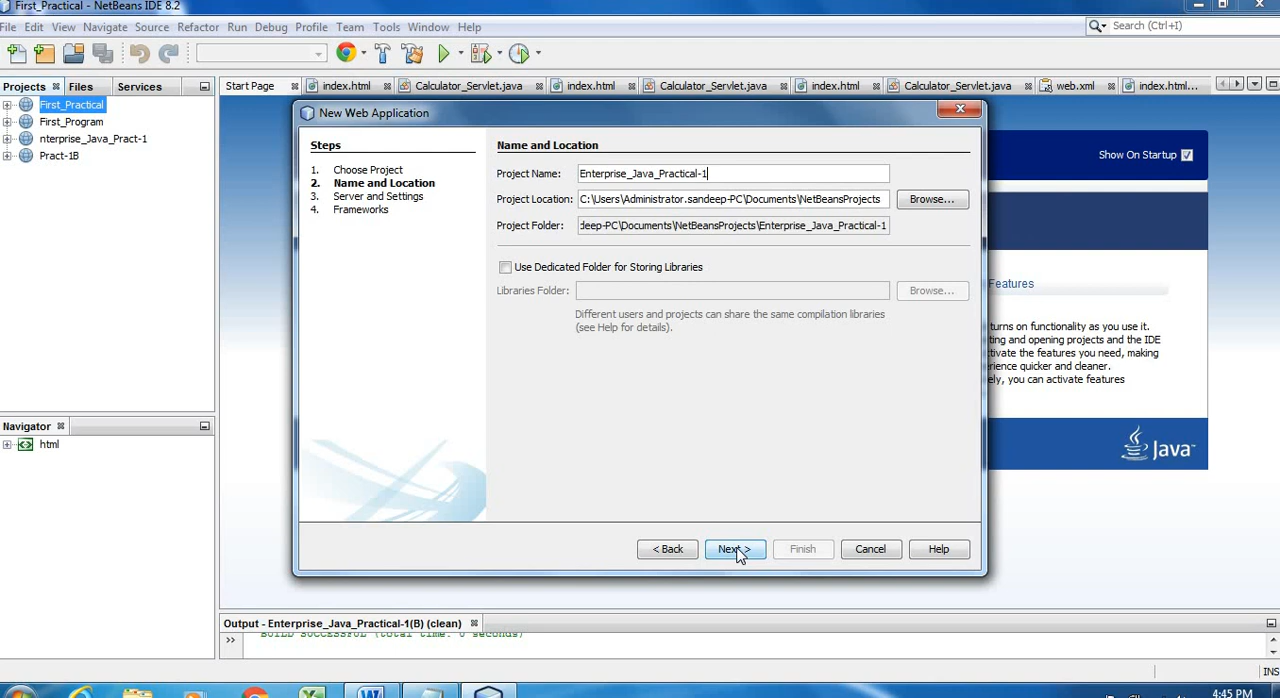 First_Practical - NetBeans IDE 8.2
File Edit View Navigate Source Refactor Run Debug Profile Team Tools Window Help
Search (Ctrl+I)
Projects Files Services
Start Page index.html Calculator_Servlet.java index.html Calculator_Servlet.java index.html Calculator_Servlet.java web.xml index.html...
First_Practical
First_Program
nterprise_Java_Pract-1
Pract-1B
Show On Startup
New Web Application
Steps
1. Choose Project
2. Name and Location
3. Server and Settings
4. Frameworks
Name and Location
Project Name: Enterprise_Java_Practical-1
Project Location: C:\Users\Administrator.sandeep-PC\Documents\NetBeansProjects Browse...
Project Folder: deep-PC\Documents\NetBeansProjects\Enterprise_Java_Practical-1
Use Dedicated Folder for Storing Libraries
Libraries Folder: Browse...
Different users and projects can share the same compilation libraries
(see Help for details).
Features
turns on functionality as you use it.
ting and opening projects and the IDE
ctivate the features you need, making
erience quicker and cleaner.
ely, you can activate features
Java
Navigator
html
< Back Next > Finish Cancel Help
Output - Enterprise_Java_Practical-1(B) (clean)
BUILD SUCCESSFUL (total time: 0 seconds)
INS
4:45 PM